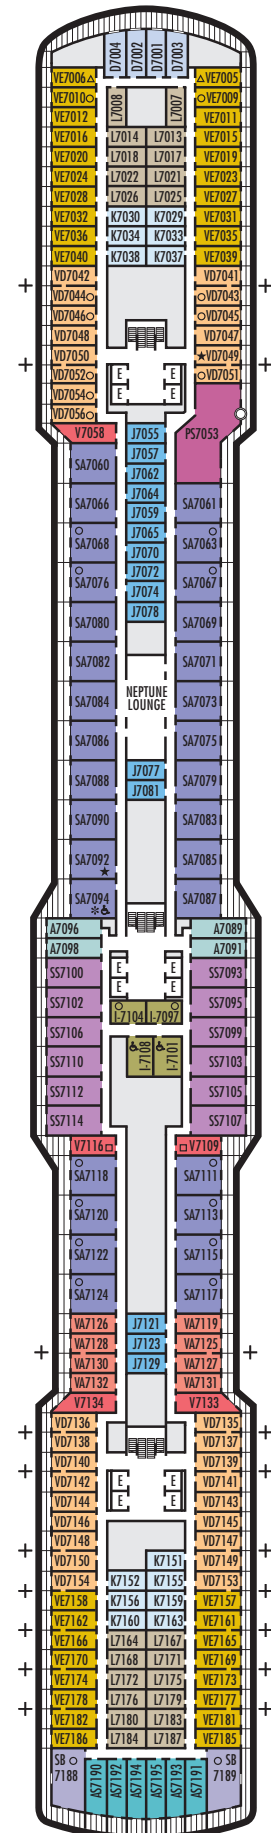 D7004 D7002 D7001 D7003
VE7006 VE7005
VE7010 L7008 L7007 VE7009
VE7012 VE7011
VE7016 L7014 L7013 VE7015
VE7020 L7018 L7017 VE7019
VE7024 L7022 L7021 VE7023
VE7028 L7026 L7025 VE7027
VE7032 K7030 K7029 VE7031
VE7036 K7034 K7033 VE7035
VE7040 K7038 K7037 VE7039
VD7042 VD7041
VD7044 VD7043
VD7046 VD7045
VD7048 VD7047
VD7050 ★VD7049
VD7052 E E VD7051
VD7054 E E
VD7056
V7058 J7055 PS7053
J7057
SA7060 J7062
J7064
SA7066 J7059 SA7061
J7065
SA7068 J7070 SA7063
J7072
SA7076 J7074 SA7067
J7078
SA7080 SA7069
SA7082 SA7071
SA7084 NEPTUNE SA7073
LOUNGE
SA7086 SA7075
J7077
SA7088 J7081 SA7079
SA7090 SA7083
SA7092 SA7085
★
SA7094 SA7087
A7096 A7089
A7098 A7091
SS7100 E E SS7093
E E
SS7102 I-7104 I-7097 SS7095
SS7106 SS7099
SS7110 I-7108 I-7101 SS7103
SS7112 SS7105
SS7114 SS7107
V7116 V7109
SA7118 SA7111
SA7120 SA7113
SA7122 SA7115
SA7124 SA7117
VA7126 J7121 VA7119
VA7128 J7123 VA7125
VA7130 J7129 VA7127
VA7132 VA7131
V7134 V7133
VD7136 VD7135
VD7138 VD7137
VD7140 VD7139
VD7142 E E VD7141
VD7144 E E VD7143
VD7146 VD7145
VD7148 VD7147
VD7150 K7151 VD7149
VD7154 K7152 K7155 VD7153
VE7158 K7156 K7159 VE7157
VE7162 K7160 K7163 VE7161
VE7166 L7164 L7167 VE7165
VE7170 L7168 L7171 VE7169
VE7174 L7172 L7175 VE7173
VE7178 L7176 L7179 VE7177
VE7182 L7180 L7183 VE7181
VE7186 L7184 L7187 VE7185
SB SB
7188 7189
AS7190 AS7192 AS7194 AS7195 AS7193 AS7191